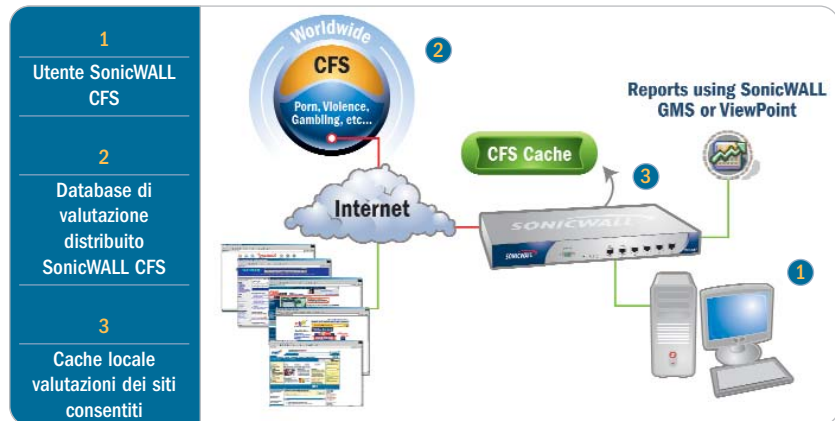 1
Utente SonicWALL
CFS
2
Database di
valutazione
distribuito
SonicWALL CFS
3
Cache locale
valutazioni dei siti
consentiti
Worldwide
CFS
Porn, Violence,
Gambling, etc...
2
Reports using SonicWALL
GMS or ViewPoint
CFS Cache
3
Internet
SONICWALL
SONICWALL
1